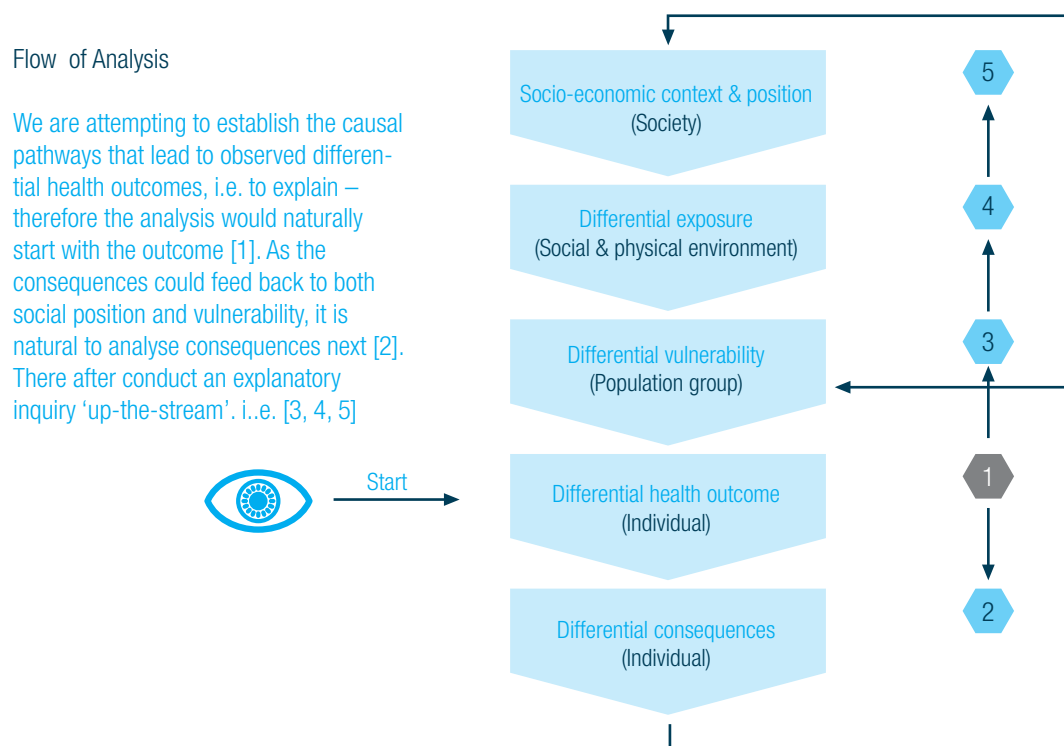 Flow of Analysis
We are attempting to establish the causal
pathways that lead to observed differen-
tial health outcomes, i.e. to explain –
therefore the analysis would naturally
start with the outcome [1]. As the
consequences could feed back to both
social position and vulnerability, it is
natural to analyse consequences next [2].
There after conduct an explanatory
inquiry ‘up-the-stream’. i..e. [3, 4, 5]
Start
Socio-economic context & position
(Society)
5
Differential exposure
(Social & physical environment)
4
Differential vulnerability
(Population group)
3
Differential health outcome
(Individual)
1
Differential consequences
(Individual)
2